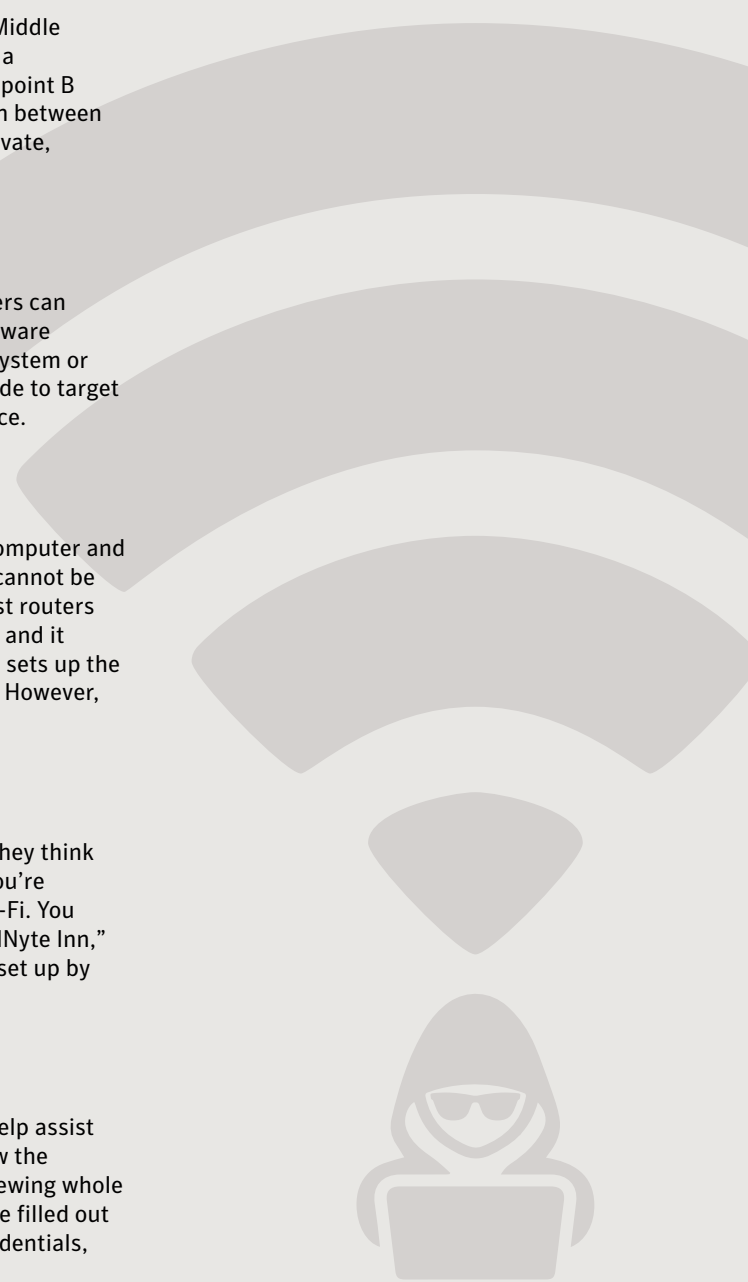 Middle
a
point B
between
vate,
ers can
ware
ystem or
de to target
ce.
omputer and
cannot be
st routers
and it
sets up the
However,
hey think
ou're
-Fi. You
Nyte Inn,"
set up by
elp assist
w the
ewing whole
e filled out
dentials,